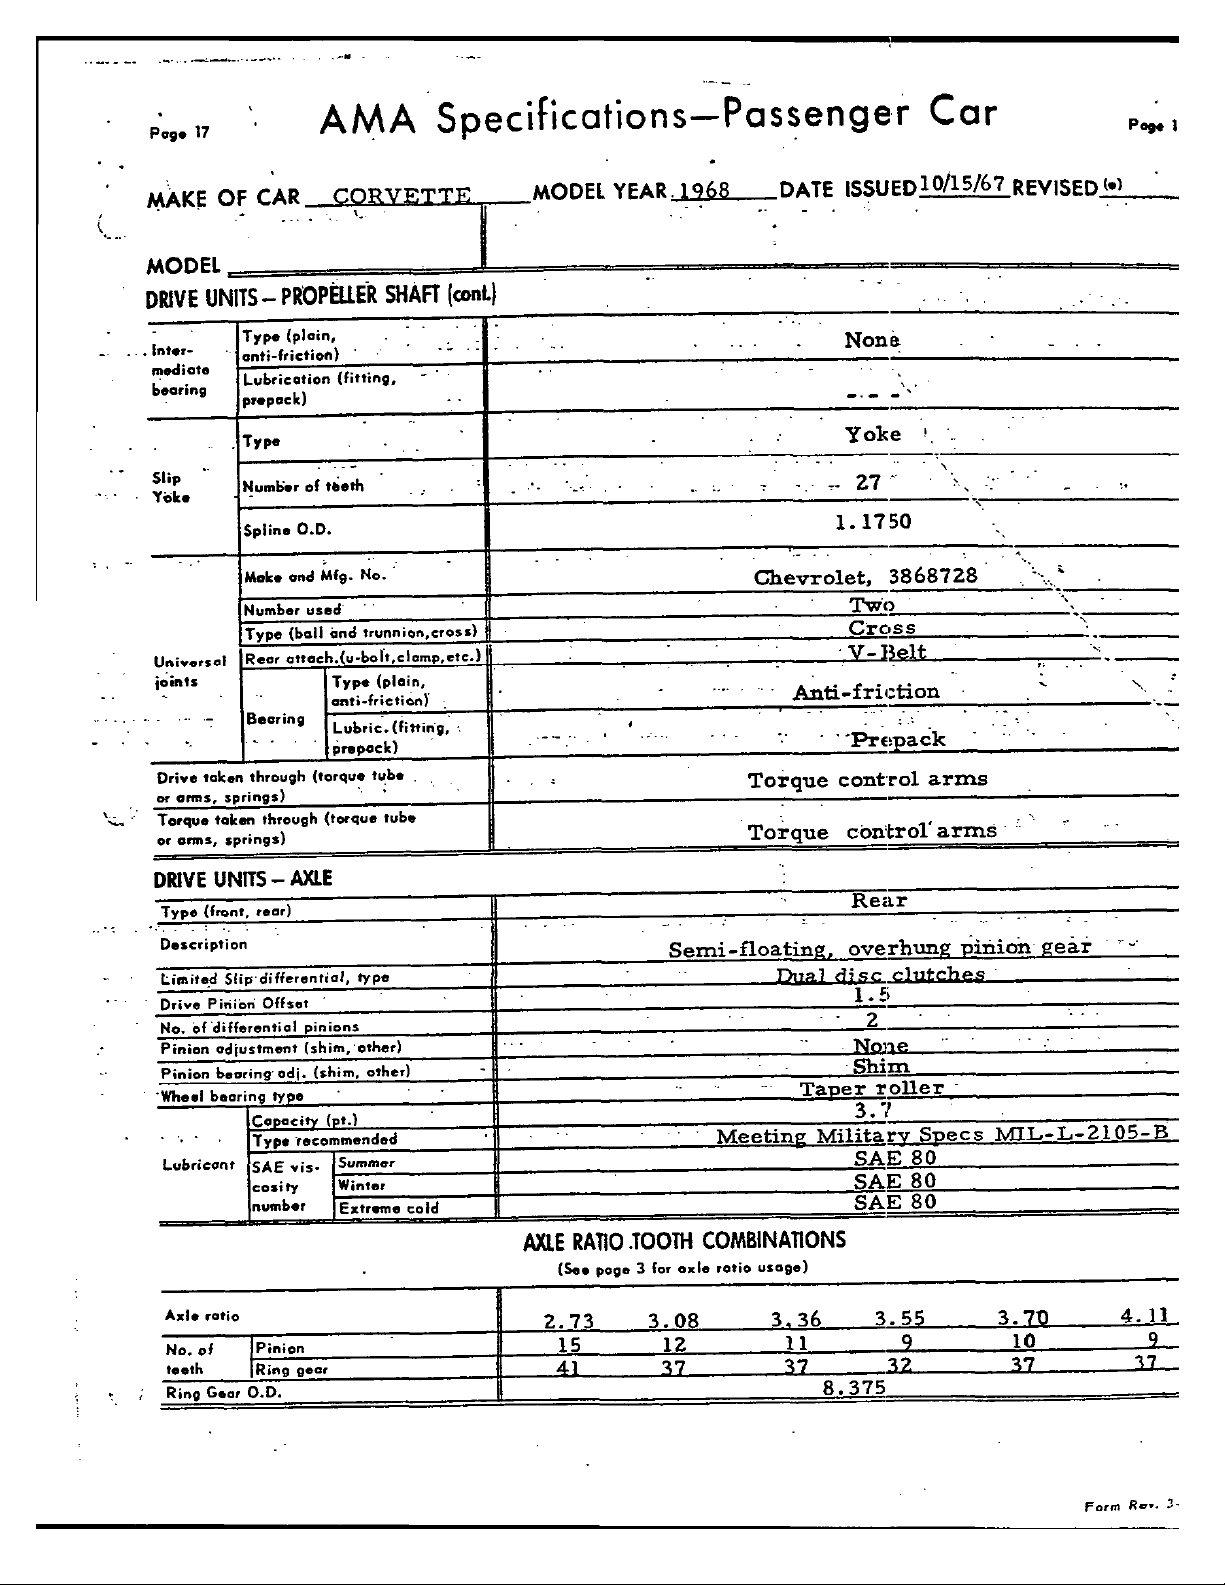 Page 17 AMA Specifications—Passenger Car Page 1
MAKE OF CAR CORVETTE MODEL YEAR 1968 DATE ISSUED 10/15/67 REVISED (•)
MODEL
DRIVE UNITS – PROPELLER SHAFT (cont.)
Inter-
mediate
bearing
Type (plain,
anti-friction) None
Lubrication (fitting,
prepack) - - - -
Slip
Yoke
Type Yoke
Number of teeth 27
Spline O.D. 1.1750
Universal
joints
Make and Mfg. No. Chevrolet, 3868728
Number used Two
Type (ball and trunnion,cross) Cross
Rear attach.(u-bolt,clamp,etc.) V-Belt
Bearing
Type (plain,
anti-friction) Anti-friction
Lubric.(fitting,
prepack) Prepack
Drive taken through (torque tube
or arms, springs) Torque control arms
Torque taken through (torque tube
or arms, springs) Torque control arms
DRIVE UNITS – AXLE
Type (front, rear) Rear
Description Semi-floating, overhung pinion gear
Limited Slip differential, type Dual disc clutches
Drive Pinion Offset 1.5
No. of differential pinions 2
Pinion adjustment (shim, other) None
Pinion bearing adj. (shim, other) Shim
Wheel bearing type Taper roller
Lubricant
Capacity (pt.) 3.7
Type recommended Meeting Military Specs MIL-L-2105-B
SAE vis-
cosity
number
Summer SAE 80
Winter SAE 80
Extreme cold SAE 80
AXLE RATIO TOOTH COMBINATIONS
(See page 3 for axle ratio usage)
Axle ratio 2.73 3.08 3.36 3.55 3.70 4.11
No. of
teeth
Pinion 15 12 11 9 10 9
Ring gear 41 37 37 32 37 37
Ring Gear O.D. 8.375
Form Rev. 3-